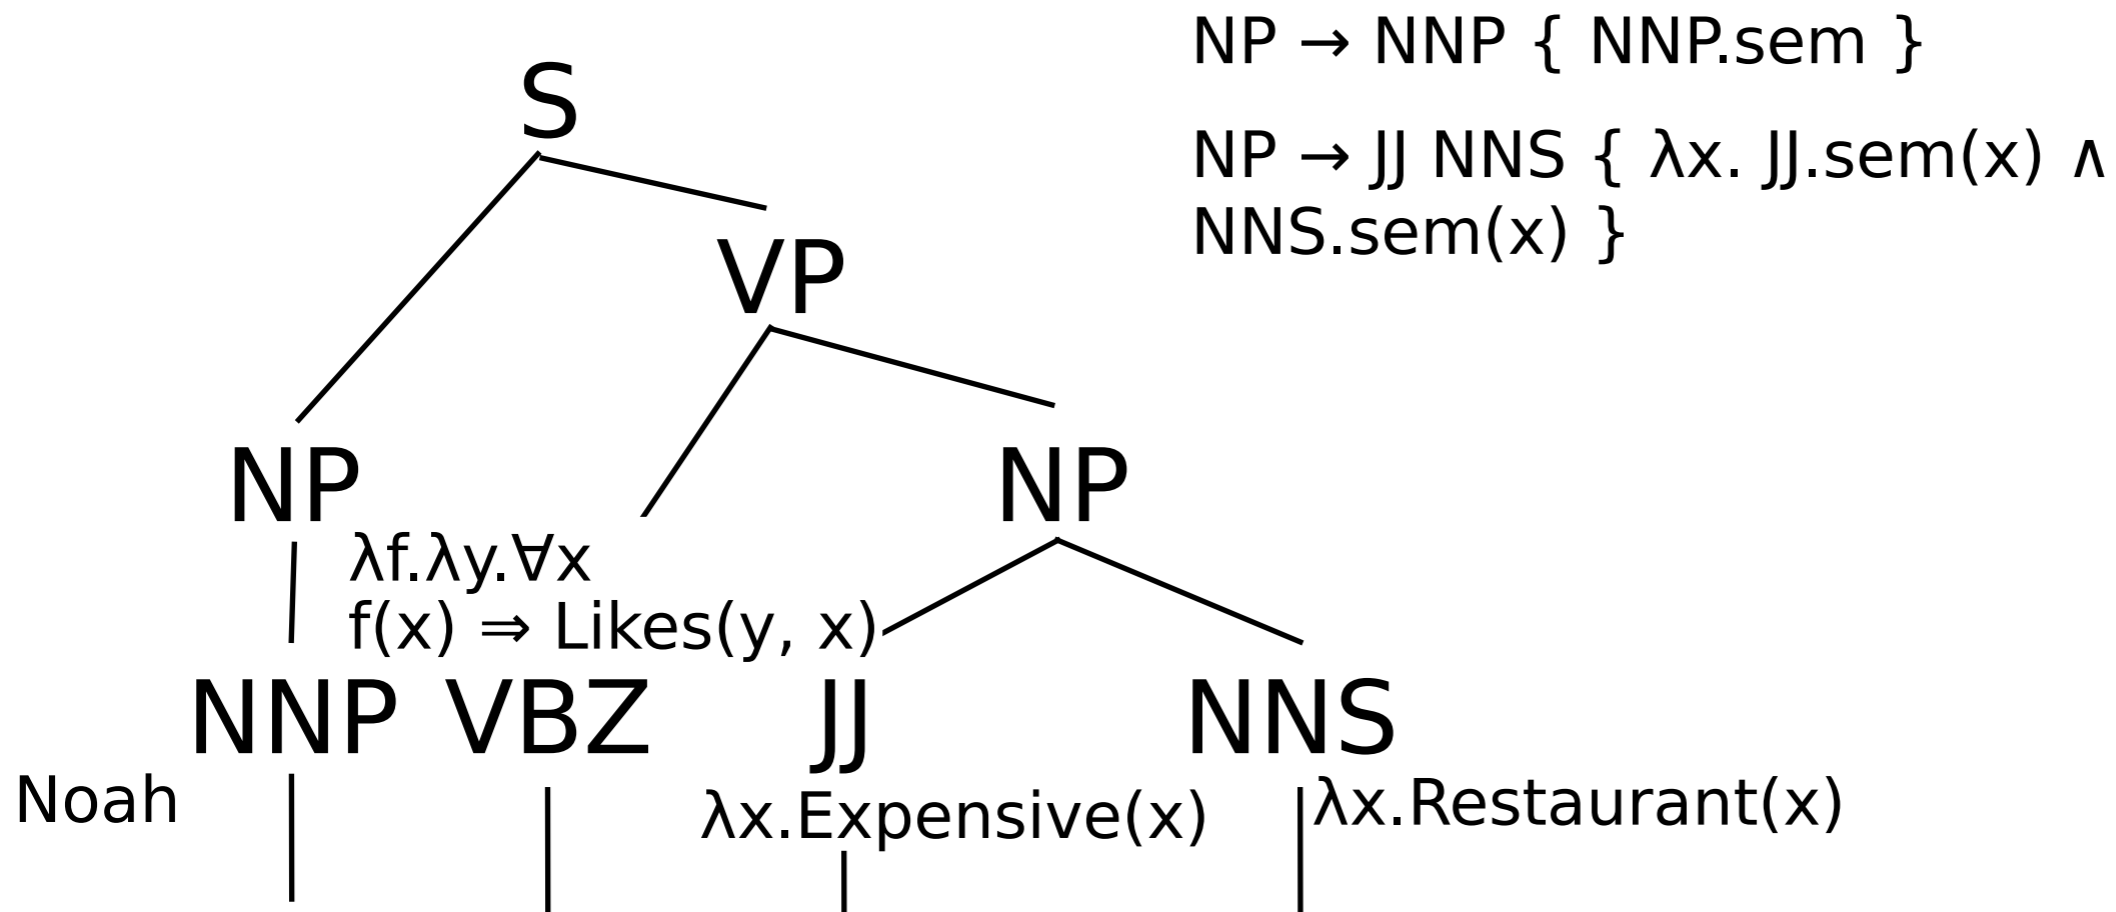 NP → NNP { NNP.sem }
S
NP → JJ NNS { λx. JJ.sem(x) ∧
NNS.sem(x) }
VP
NP
NP
λf.λy.∀x
f(x) ⇒ Likes(y, x)
NNP VBZ JJ NNS
Noah
λx.Expensive(x)
λx.Restaurant(x)